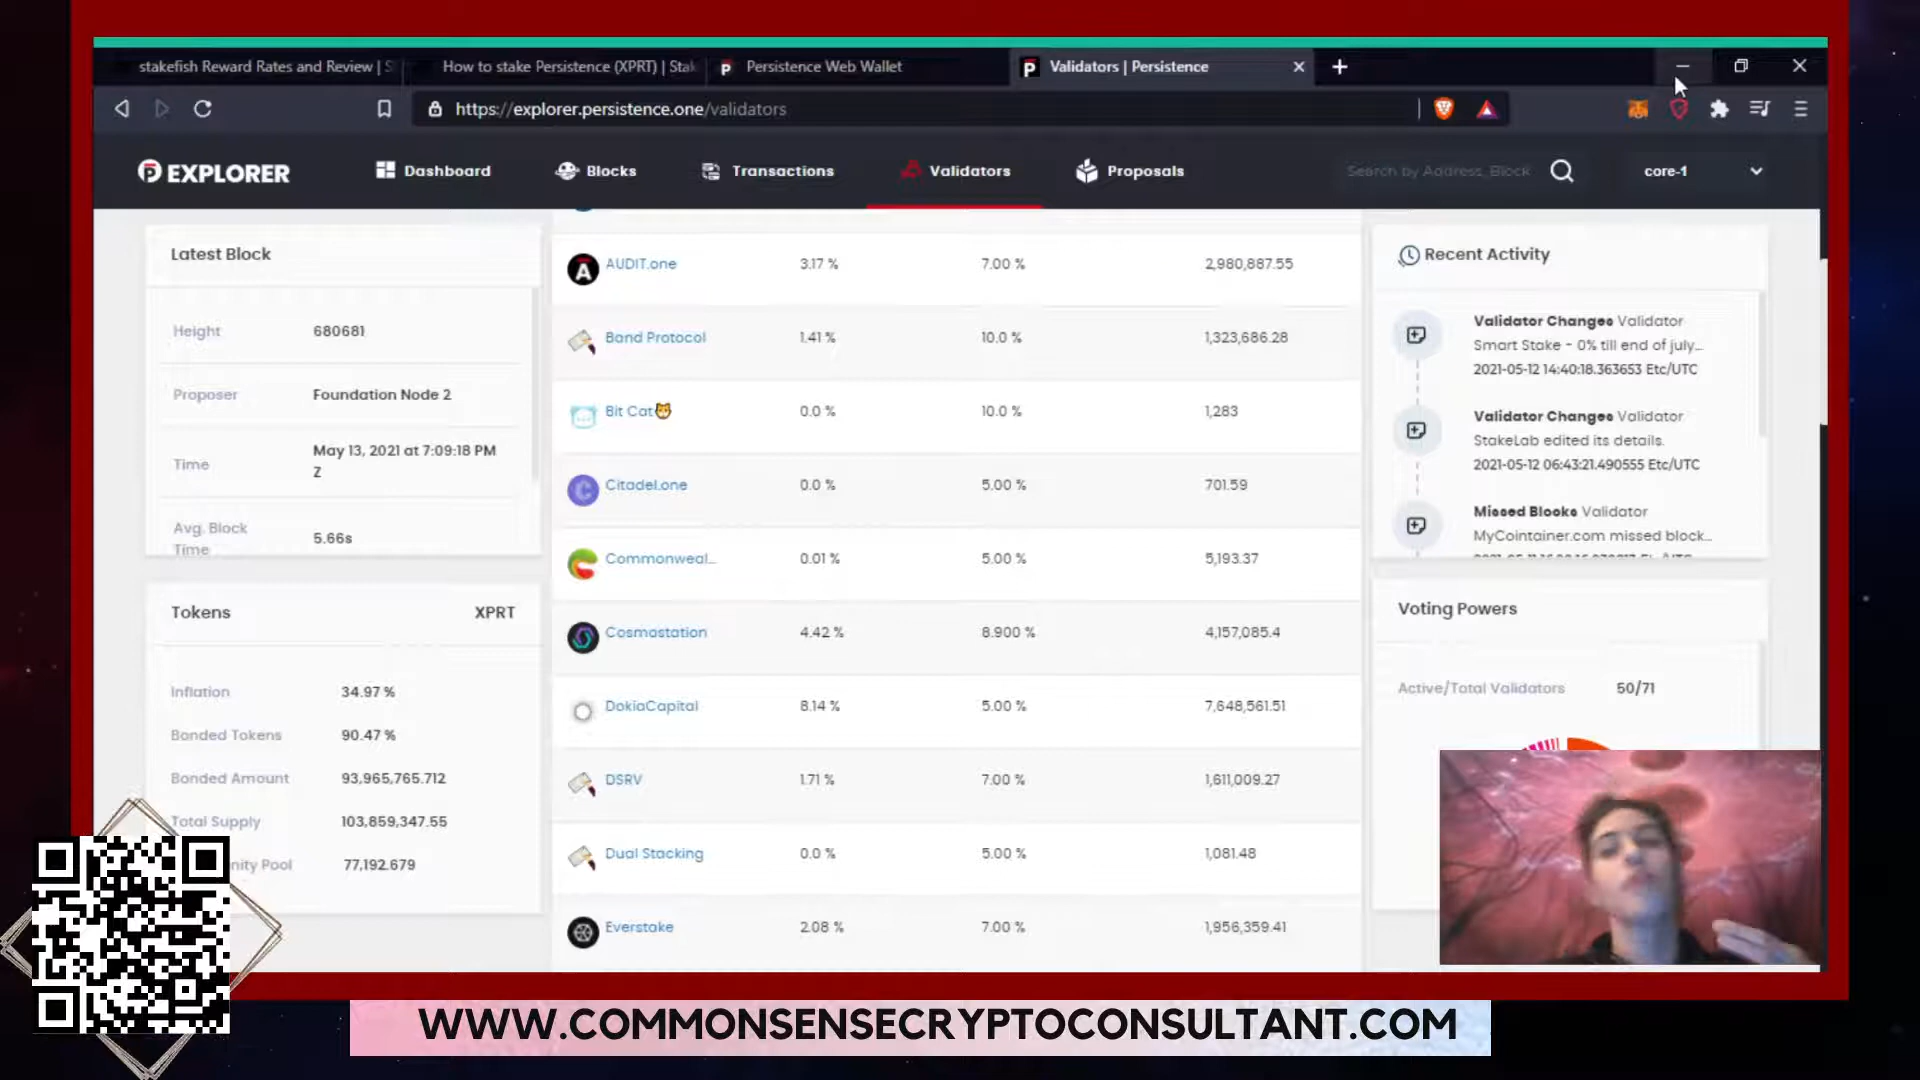 stakefish Reward Rates and Review | S
How to stake Persistence (XPRT) | Stak
Persistence Web Wallet
Validators | Persistence
https://explorer.persistence.one/validators
EXPLORER
Dashboard
Blocks
Transactions
Validators
Proposals
Search by Address, Block
core-1
Latest Block
Height 680681
Proposer Foundation Node 2
Time May 13, 2021 at 7:09:18 PM
Z
Avg. Block
Time 5.66s
Tokens XPRT
Inflation 34.97 %
Bonded Tokens 90.47 %
Bonded Amount 93,965,765.712
Total Supply 103,859,347.55
nity Pool 77,192.679
AUDIT.one 3.17 % 7.00 % 2,980,887.55
Band Protocol 1.41 % 10.0 % 1,323,686.28
Bit Cat🐱 0.0 % 10.0 % 1,283
Citadel.one 0.0 % 5.00 % 701.59
Commonweal... 0.01 % 5.00 % 5,193.37
Cosmostation 4.42 % 8.900 % 4,157,085.4
DokiaCapital 8.14 % 5.00 % 7,648,561.51
DSRV 1.71 % 7.00 % 1,611,009.27
Dual Stacking 0.0 % 5.00 % 1,081.48
Everstake 2.08 % 7.00 % 1,956,359.41
Recent Activity
Validator Changes Validator
Smart Stake - 0% till end of july...
2021-05-12 14:40:18.363653 Etc/UTC
Validator Changes Validator
StakeLab edited its details.
2021-05-12 06:43:21.490555 Etc/UTC
Missed Blocks Validator
MyCointainer.com missed block...
Voting Powers
Active/Total Validators 50/71
WWW.COMMONSENSECRYPTOCONSULTANT.COM